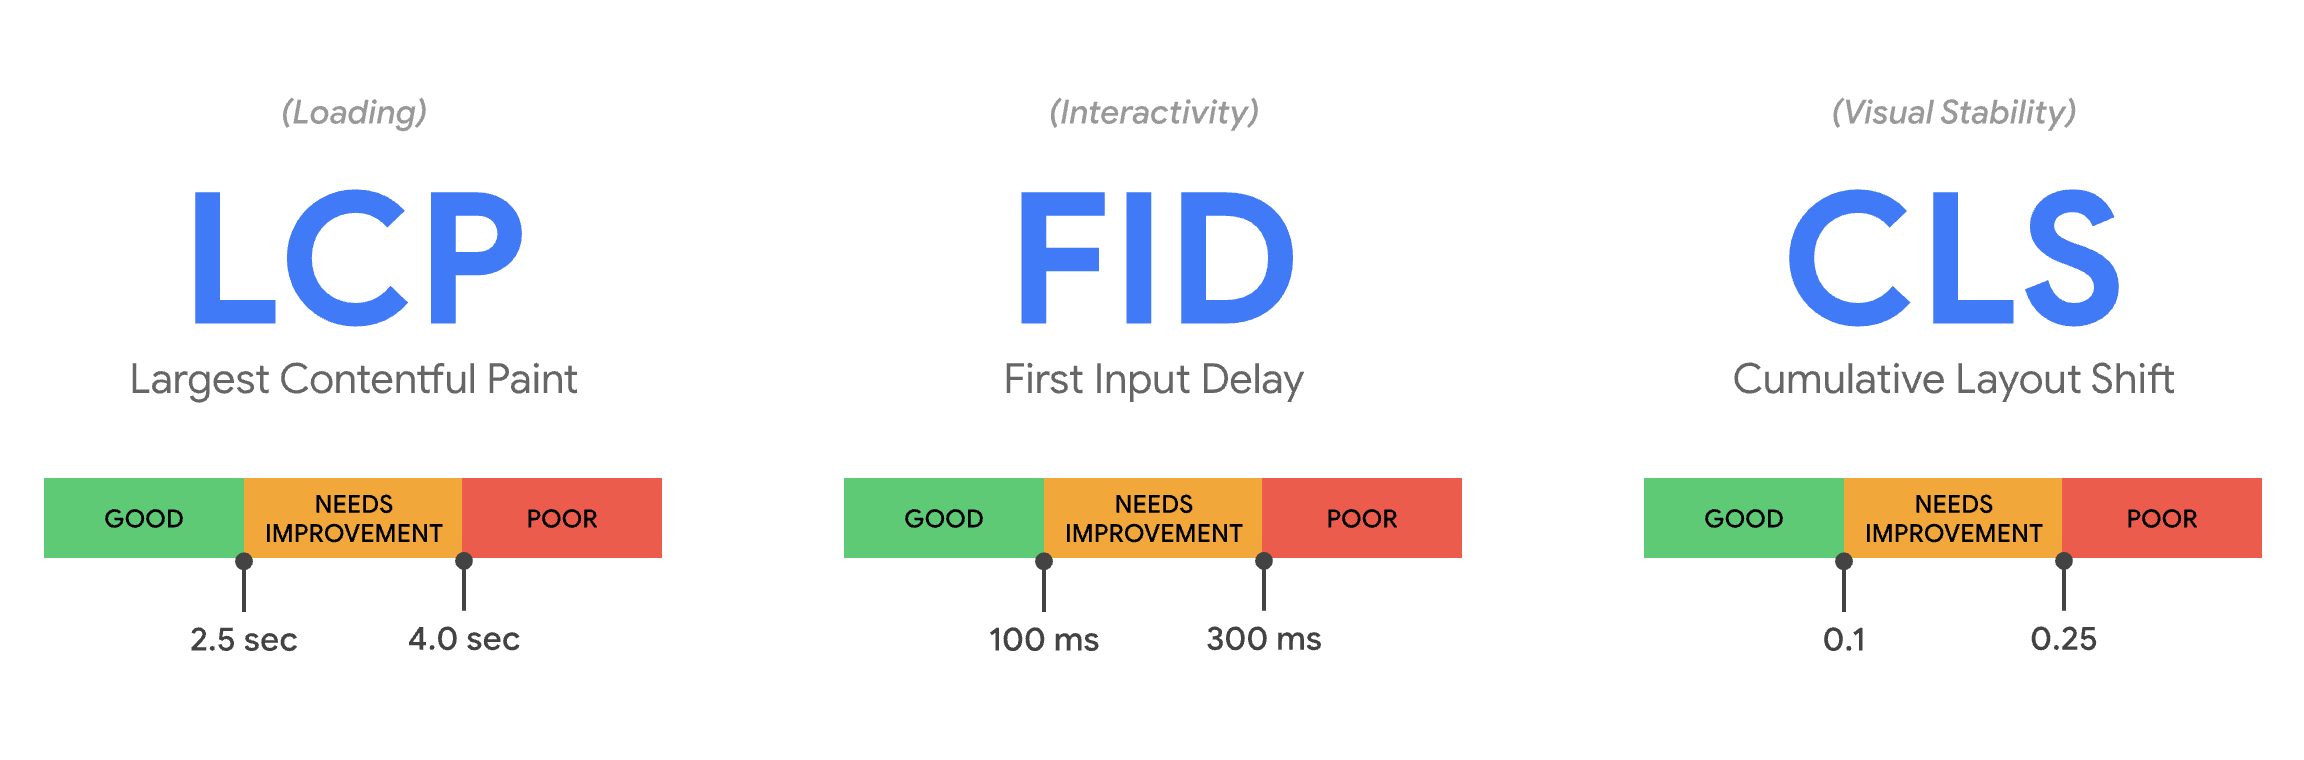 (Loading)
LCP
Largest Contentful Paint
GOOD
NEEDS
IMPROVEMENT
POOR
2.5 sec
4.0 sec
(Interactivity)
FID
First Input Delay
GOOD
NEEDS
IMPROVEMENT
POOR
100 ms
300 ms
(Visual Stability)
CLS
Cumulative Layout Shift
GOOD
NEEDS
IMPROVEMENT
POOR
0.1
0.25